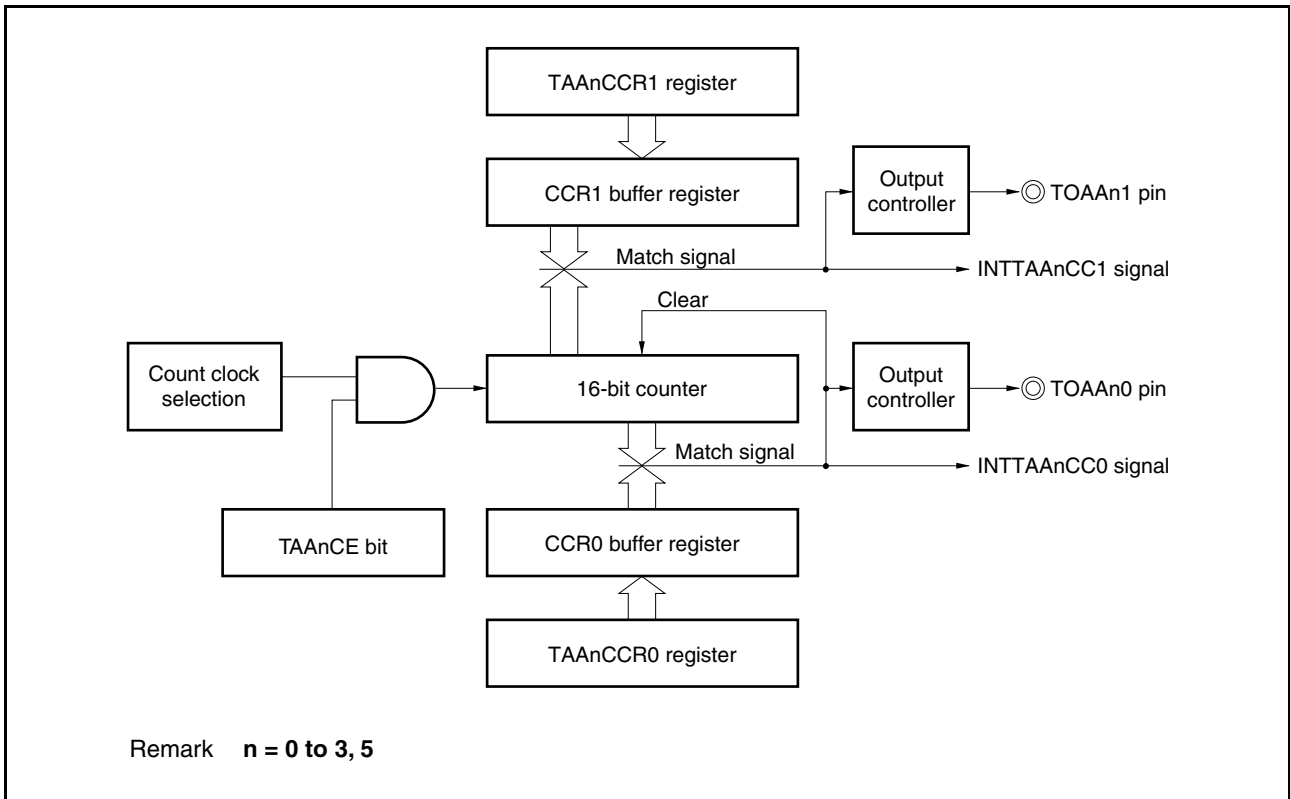 TAAnCCR1 register
CCR1 buffer register
Output
controller
TOAAn1 pin
Match signal
INTTAAnCC1 signal
Clear
Count clock
selection
16-bit counter
Output
controller
TOAAn0 pin
Match signal
INTTAAnCC0 signal
TAAnCE bit
CCR0 buffer register
TAAnCCR0 register
Remark n = 0 to 3, 5